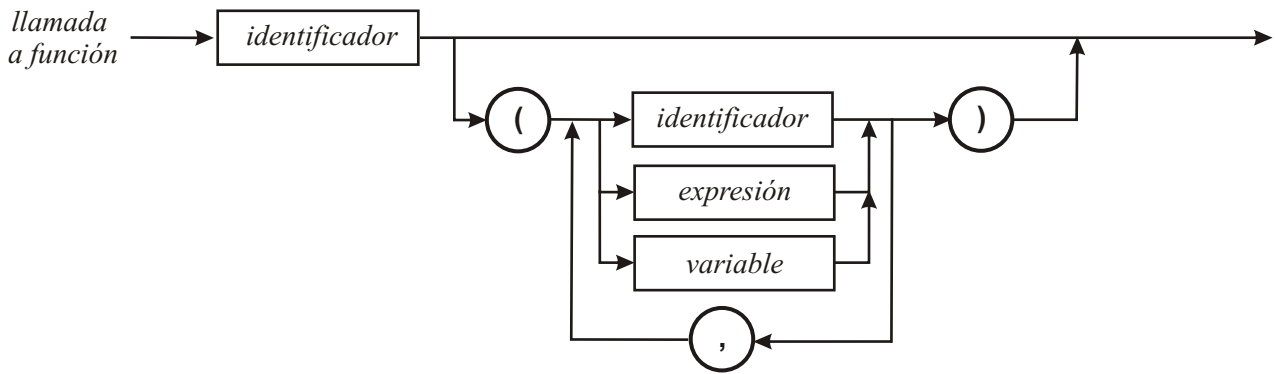 llamada
a función
identificador
(
identificador
)
expresión
variable
,